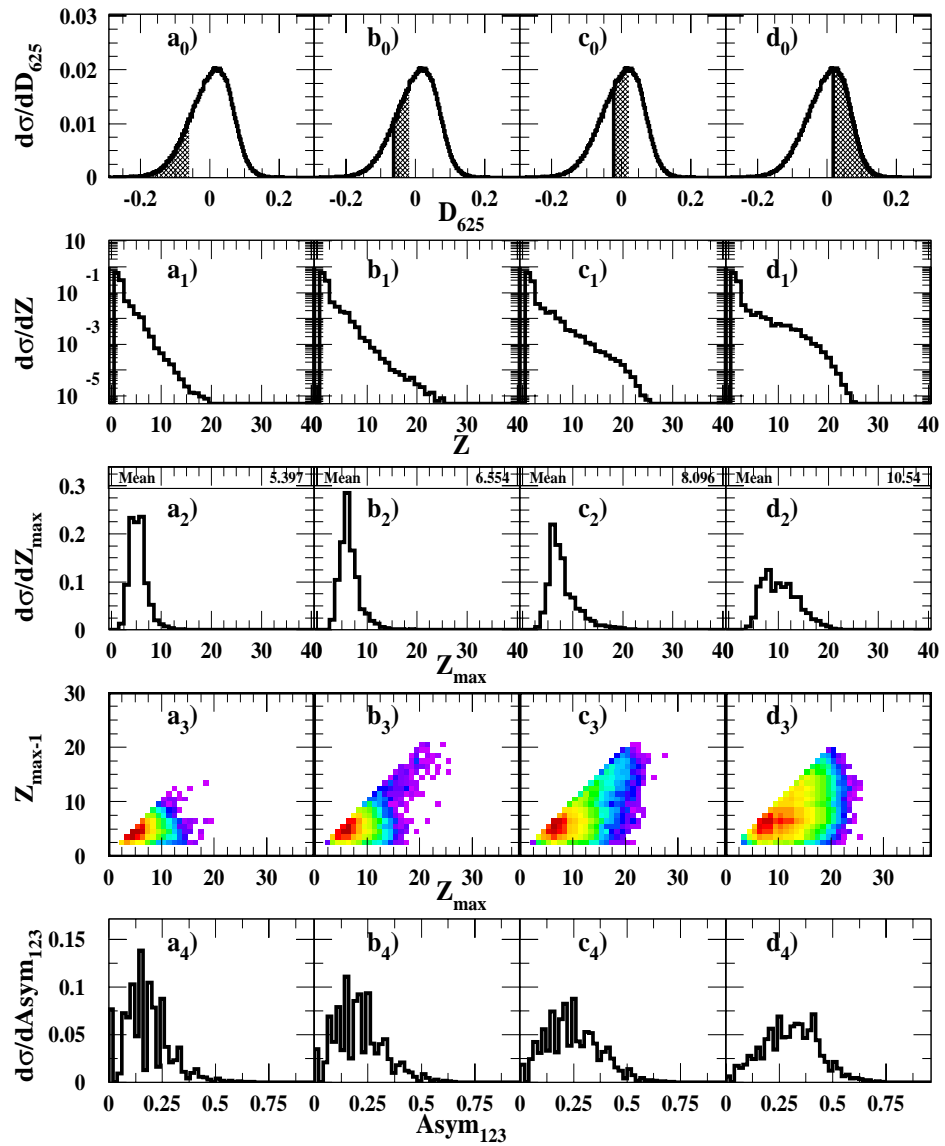 dσ/dD₆₂₅
0.03
0.02
0.01
0
a₀)
b₀)
c₀)
d₀)
-0.2 0 0.2 -0.2 0 0.2 -0.2 0 0.2 -0.2 0 0.2
D₆₂₅
dσ/dZ
10
10⁻¹
10⁻³
10⁻⁵
a₁)
b₁)
c₁)
d₁)
0 10 20 30 40 0 10 20 30 40 0 10 20 30 40 0 10 20 30 40
Z
dσ/dZmax
0.3
0.2
0.1
0
Mean 5.397
Mean 6.554
Mean 8.096
Mean 10.54
a₂)
b₂)
c₂)
d₂)
0 10 20 30 40 0 10 20 30 40 0 10 20 30 40 0 10 20 30 40
Zmax
Zmax-1
30
20
10
0
a₃)
b₃)
c₃)
d₃)
0 10 20 30 0 10 20 30 0 10 20 30 0 10 20 30
Zmax
dσ/dAsym₁₂₃
0.15
0.1
0.05
0
a₄)
b₄)
c₄)
d₄)
0 0.25 0.5 0.75 0 0.25 0.5 0.75 0 0.25 0.5 0.75 0 0.25 0.5 0.75
Asym₁₂₃